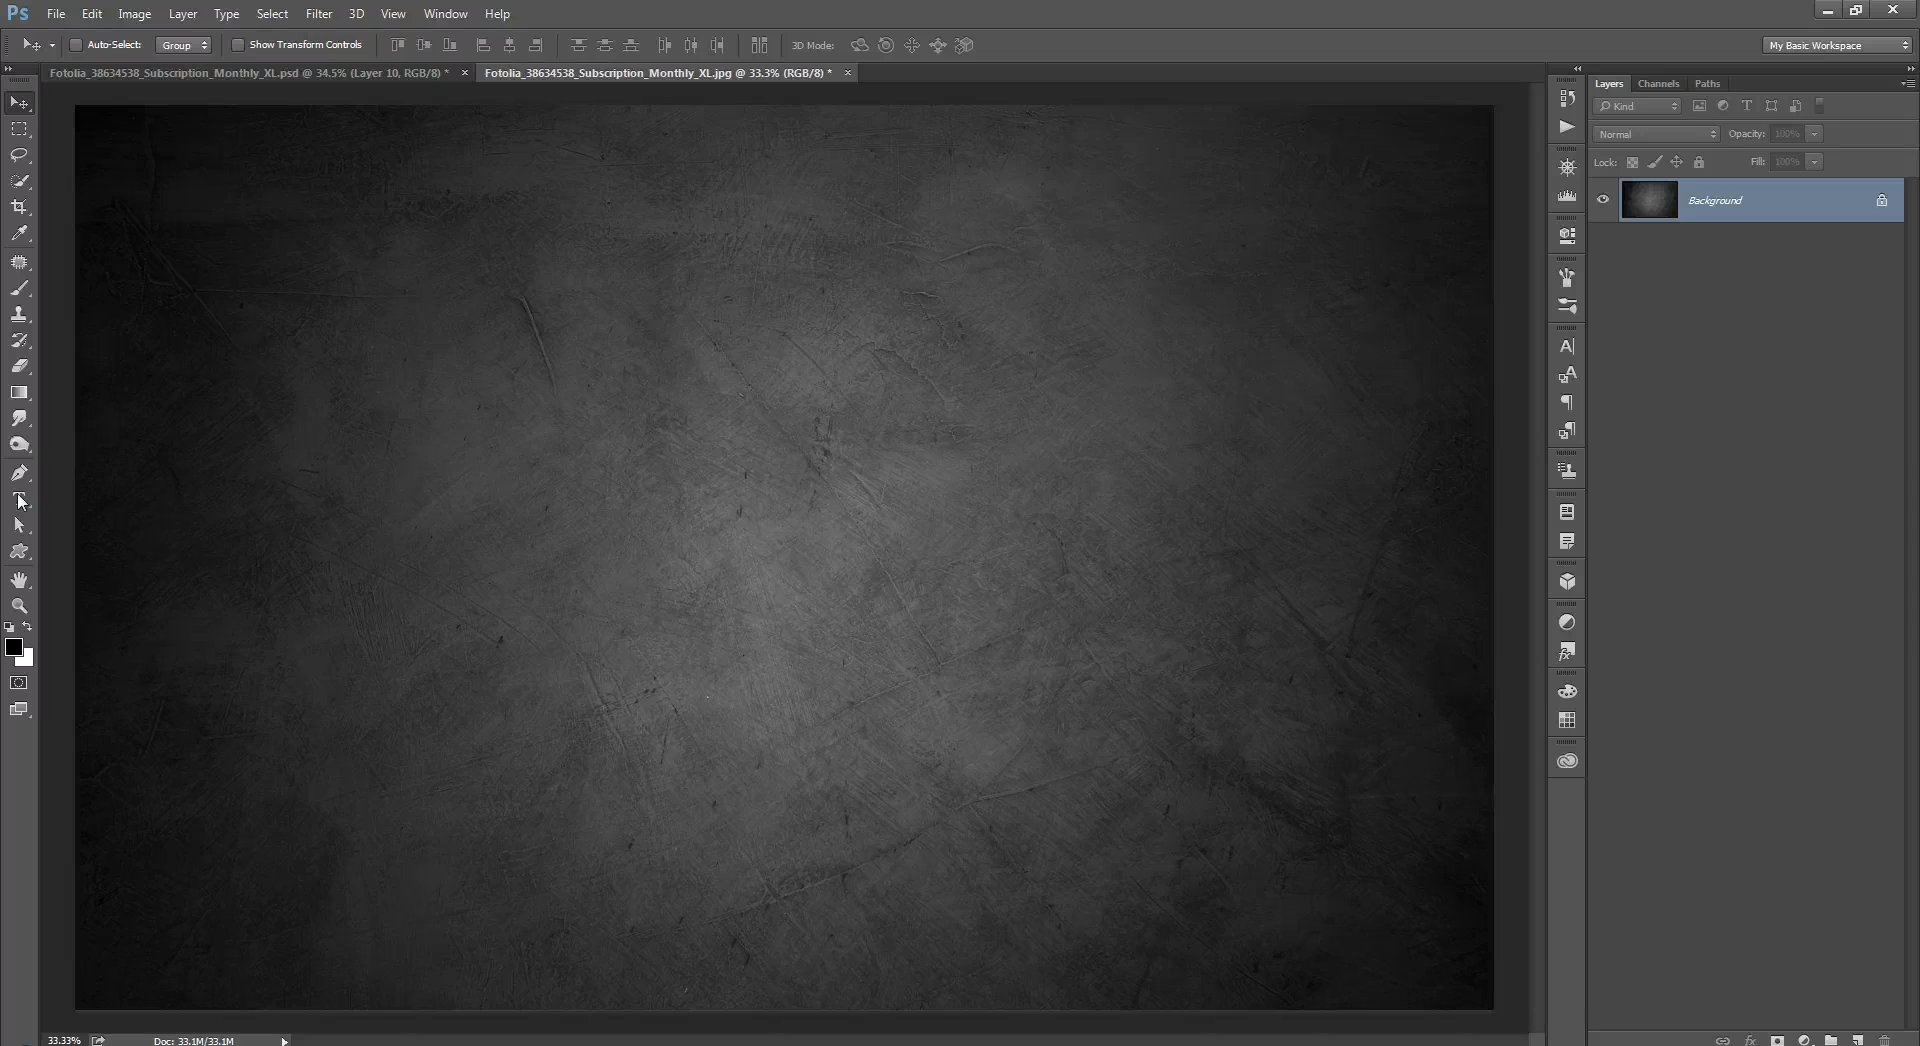 Ps File Edit Image Layer Type Select Filter 3D View Window Help
Auto-Select: Group Show Transform Controls 3D Mode: My Basic Workspace
Fotolia_38634538_Subscription_Monthly_XL.psd @ 34.5% (Layer 10, RGB/8) * × Fotolia_38634538_Subscription_Monthly_XL.jpg @ 33.3% (RGB/8) * ×
Layers Channels Paths
Kind
Normal Opacity: 100%
Lock: Fill: 100%
Background
33.33% Doc: 33.1M/33.1M